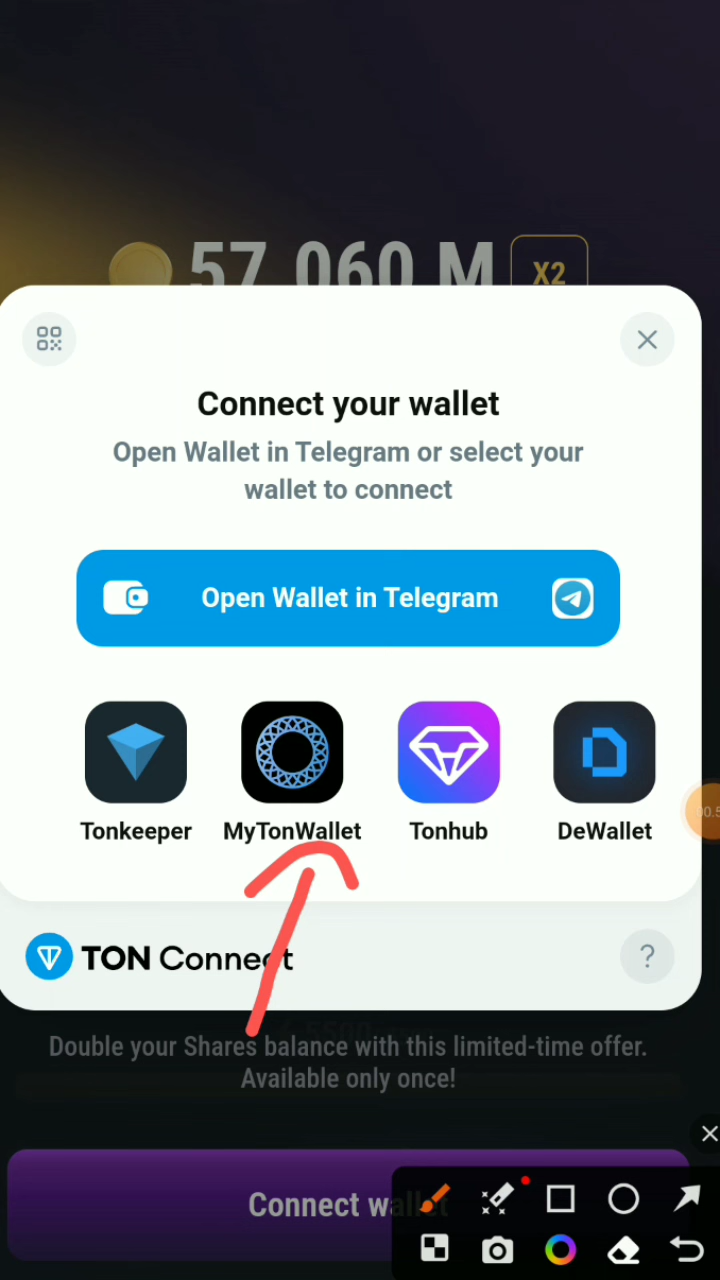 57,060 M X2
Connect your wallet
Open Wallet in Telegram or select your
wallet to connect
Open Wallet in Telegram
Tonkeeper MyTonWallet Tonhub DeWallet
TON Connect ?
Double your Shares balance with this limited-time offer.
Available only once!
Connect wallet